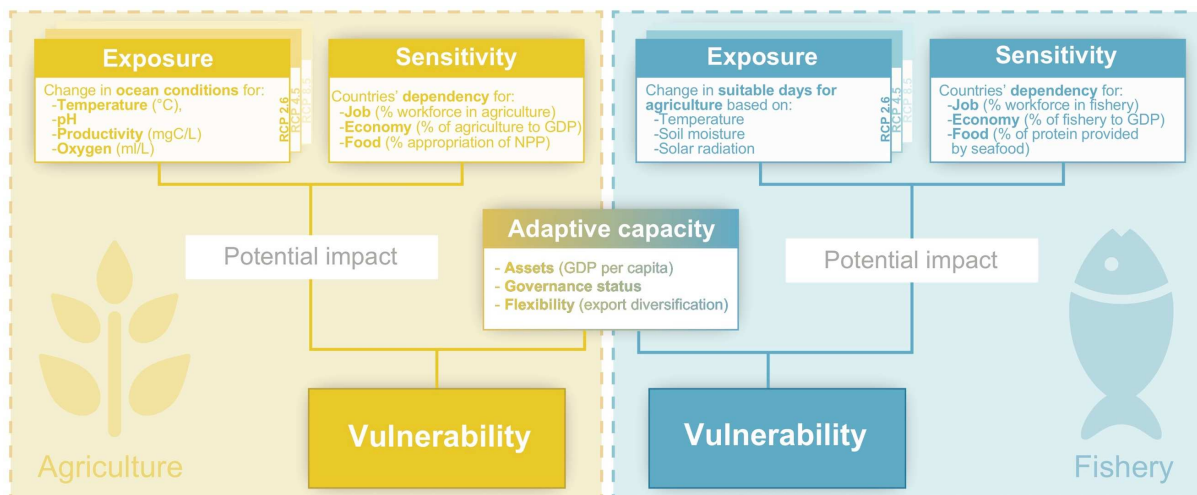 Exposure
Change in ocean conditions for:
-Temperature (°C),
-pH
-Productivity (mgC/L)
-Oxygen (ml/L)
RCP 2.6
RCP 4.5
RCP 8.5
Sensitivity
Countries' dependency for:
-Job (% workforce in agriculture)
-Economy (% of agriculture to GDP)
-Food (% appropriation of NPP)
Exposure
Change in suitable days for
agriculture based on:
-Temperature
-Soil moisture
-Solar radiation
RCP 2.6
RCP 4.5
RCP 8.5
Sensitivity
Countries' dependency for:
-Job (% workforce in fishery)
-Economy (% of fishery to GDP)
-Food (% of protein provided
by seafood)
Potential impact
Adaptive capacity
- Assets (GDP per capita)
- Governance status
- Flexibility (export diversification)
Potential impact
Vulnerability
Vulnerability
Agriculture
Fishery